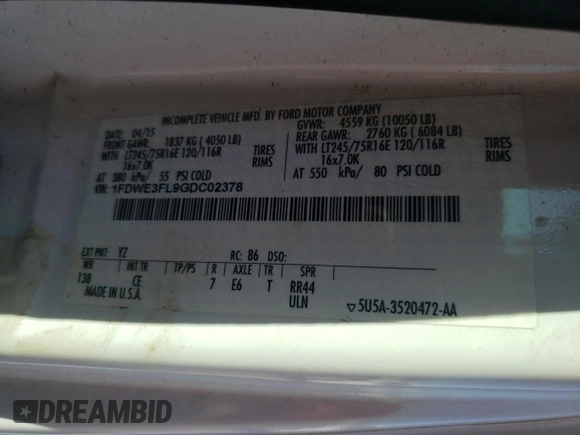 INCOMPLETE VEHICLE MFD. BY FORD MOTOR COMPANY
DATE: 04/15 GVWR: 4559 KG (10050 LB)
FRONT GAWR: 1837 KG ( 4050 LB) REAR GAWR: 2760 KG ( 6084 LB)
WITH LT245/75R16E 120/116R TIRES WITH LT245/75R16E 120/116R TIRES
16x7.0K RIMS 16x7.0K RIMS
AT 380 kPa/ 55 PSI COLD AT 550 kPa/ 80 PSI COLD
VIN: 1FDWE3FL9GDC02378
EXT PNT: YZ RC: 86 DSO:
WB INT TR TP/PS R AXLE TR SPR
138 CE 7 E6 T RR44
MADE IN U.S.A. ULN
▽5U5A-3520472-AA
DREAMBID